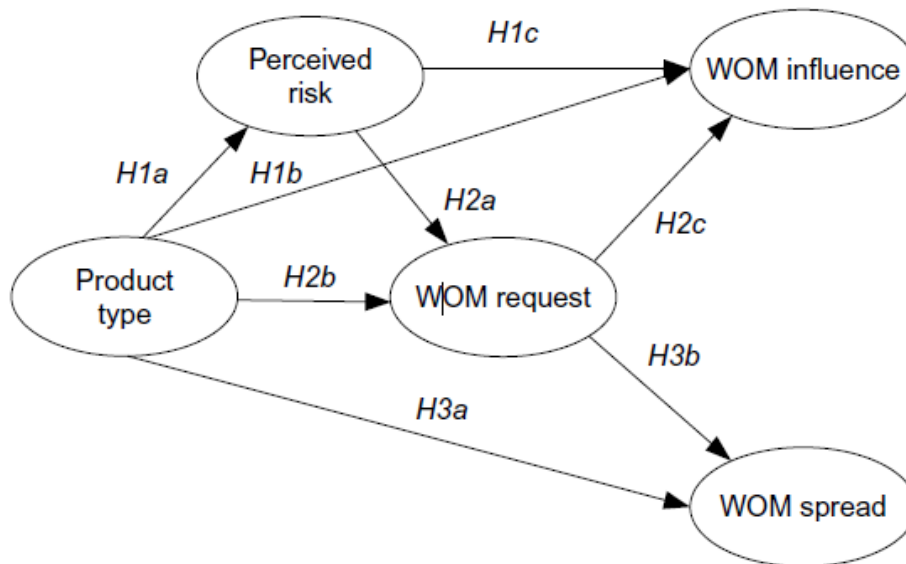 H1c
Perceived
risk
WOM influence
H1a
H1b
H2a
H2c
Product
type
H2b
WOM request
H3b
H3a
WOM spread